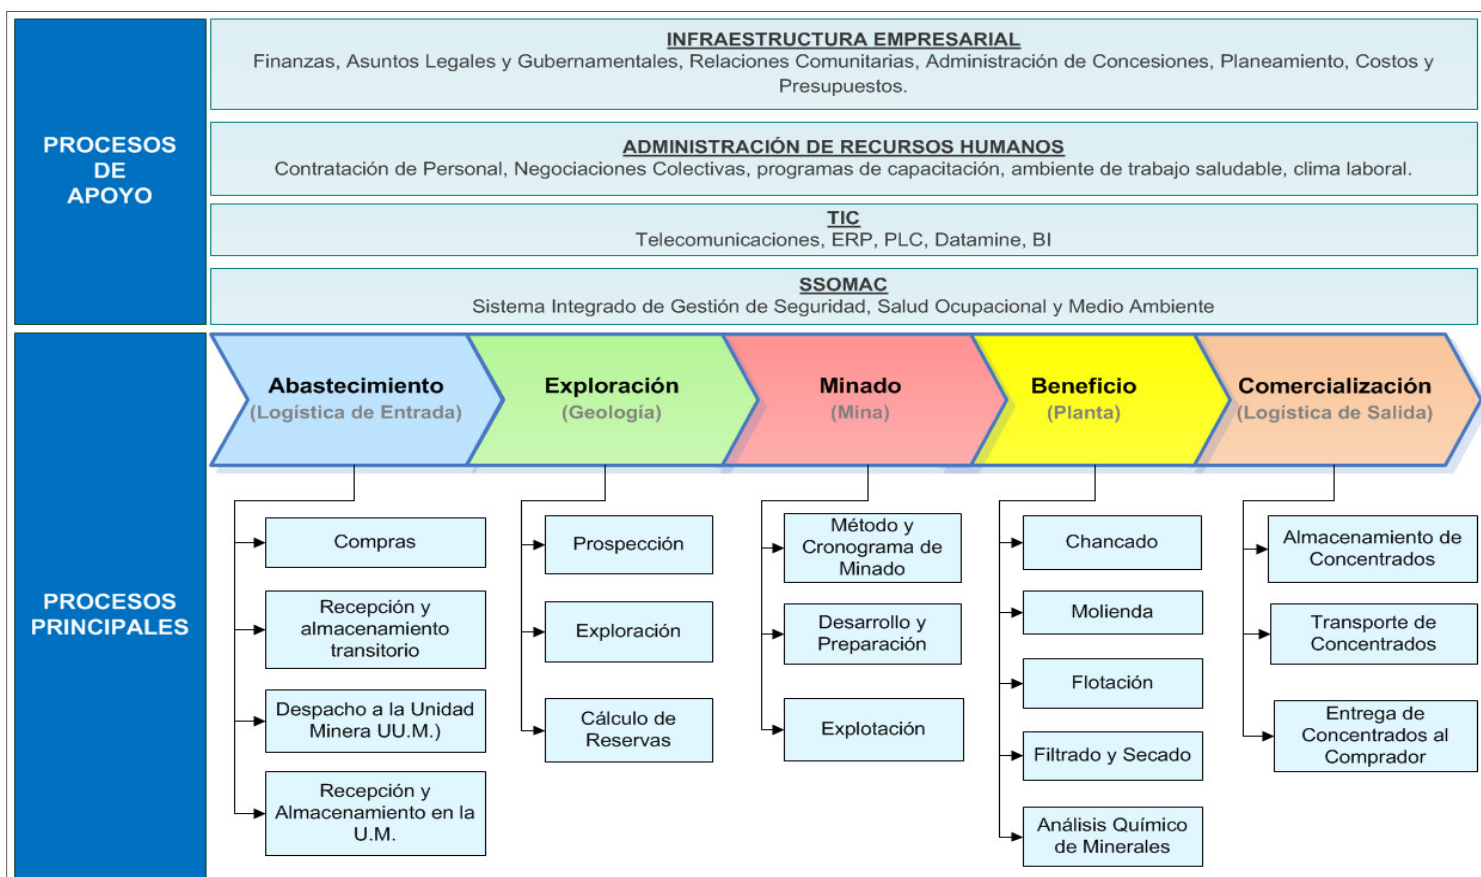 PROCESOS
DE
APOYO
INFRAESTRUCTURA EMPRESARIAL
Finanzas, Asuntos Legales y Gubernamentales, Relaciones Comunitarias, Administración de Concesiones, Planeamiento, Costos y
Presupuestos.
ADMINISTRACIÓN DE RECURSOS HUMANOS
Contratación de Personal, Negociaciones Colectivas, programas de capacitación, ambiente de trabajo saludable, clima laboral.
TIC
Telecomunicaciones, ERP, PLC, Datamine, BI
SSOMAC
Sistema Integrado de Gestión de Seguridad, Salud Ocupacional y Medio Ambiente
PROCESOS
PRINCIPALES
Abastecimiento
(Logística de Entrada)
Exploración
(Geología)
Minado
(Mina)
Beneficio
(Planta)
Comercialización
(Logística de Salida)
Compras
Recepción y
almacenamiento
transitorio
Despacho a la Unidad
Minera UU.M.)
Recepción y
Almacenamiento en la
U.M.
Prospección
Exploración
Cálculo de
Reservas
Método y
Cronograma de
Minado
Desarrollo y
Preparación
Explotación
Chancado
Molienda
Flotación
Filtrado y Secado
Análisis Químico
de Minerales
Almacenamiento de
Concentrados
Transporte de
Concentrados
Entrega de
Concentrados al
Comprador